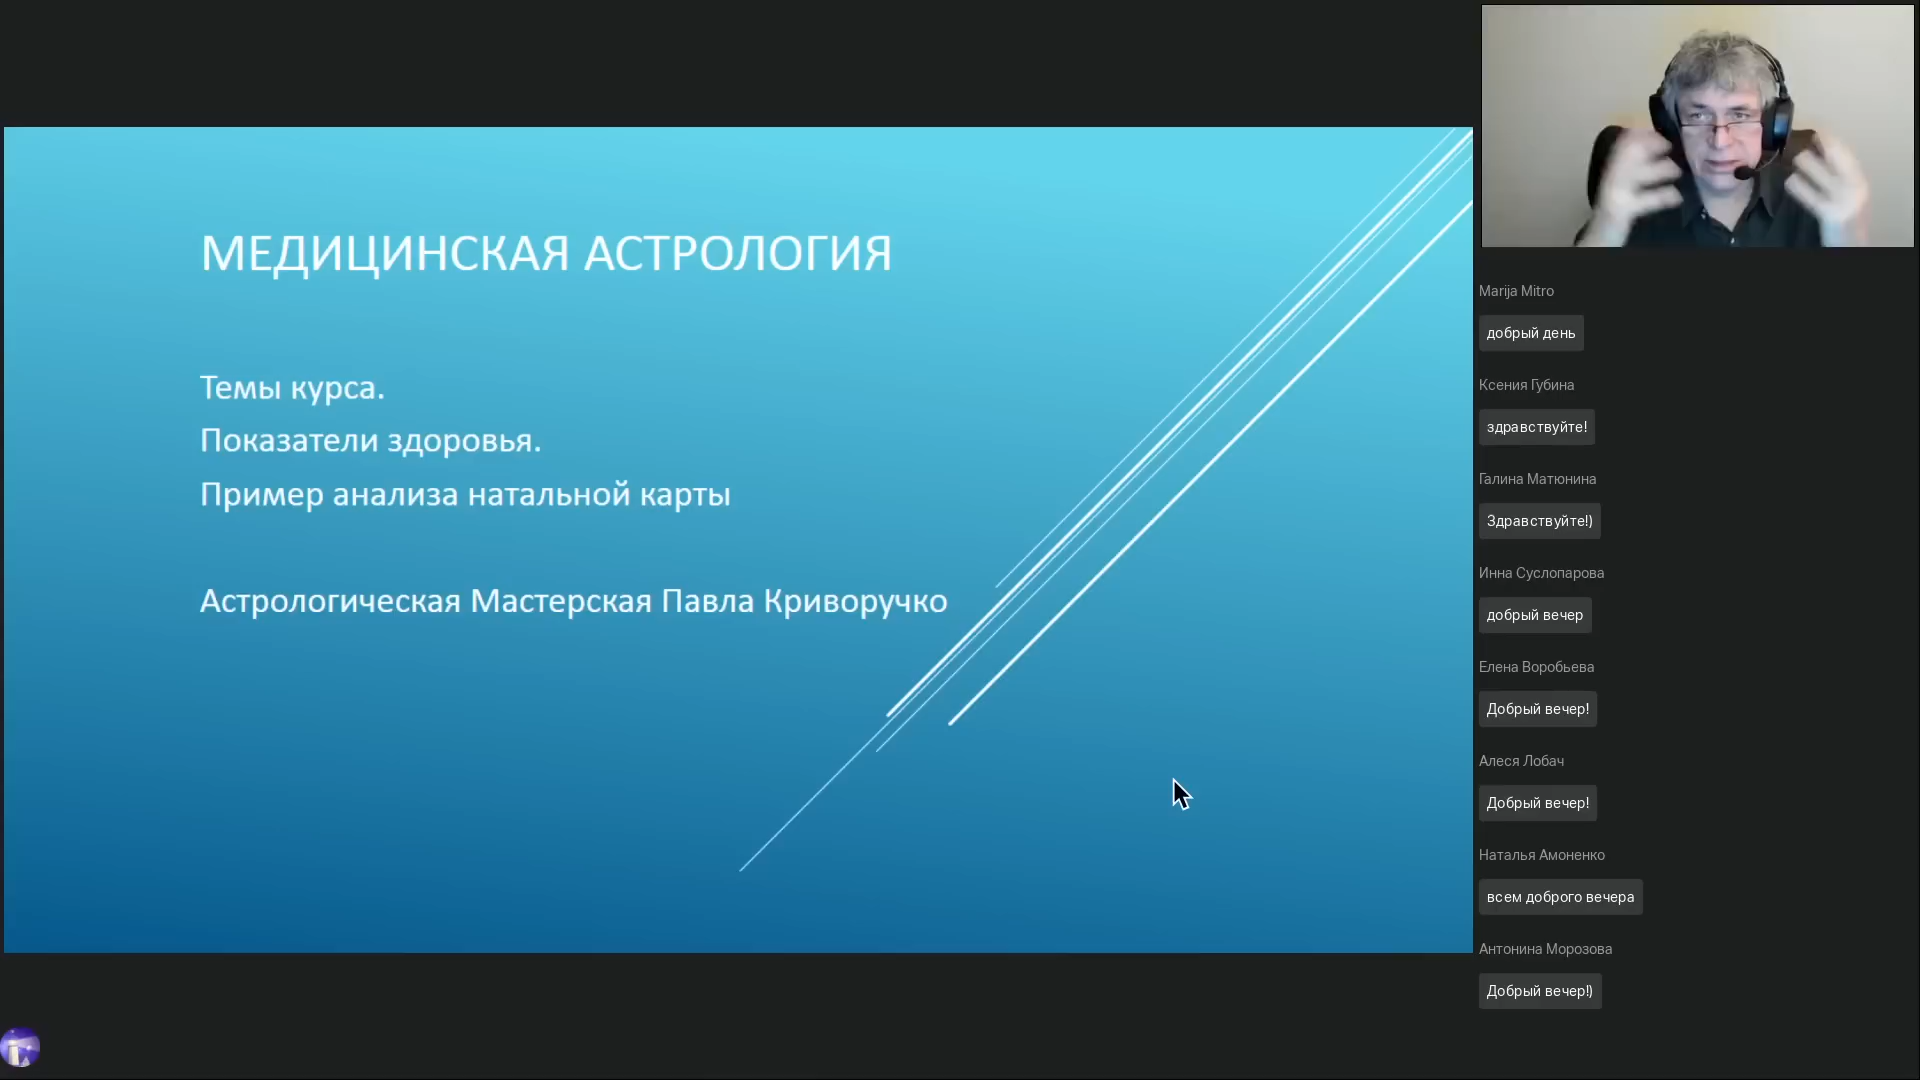 МЕДИЦИНСКАЯ АСТРОЛОГИЯ
Темы курса.
Показатели здоровья.
Пример анализа натальной карты
Астрологическая Мастерская Павла Криворучко
Marija Mitro
добрый день
Ксения Губина
здравствуйте!
Галина Матюнина
Здравствуйте!)
Инна Суслопарова
добрый вечер
Елена Воробьева
Добрый вечер!
Алеся Лобач
Добрый вечер!
Наталья Амоненко
всем доброго вечера
Антонина Морозова
Добрый вечер!)